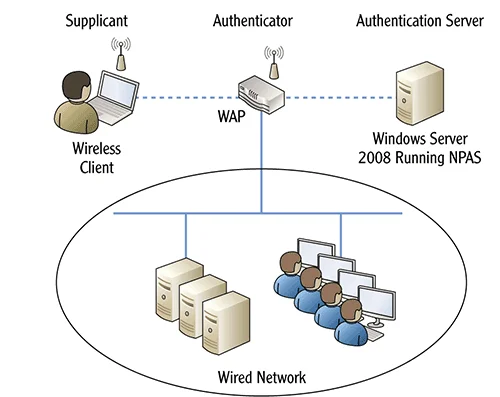 Supplicant
Authenticator
Authentication Server
WAP
Wireless
Client
Windows Server
2008 Running NPAS
Wired Network